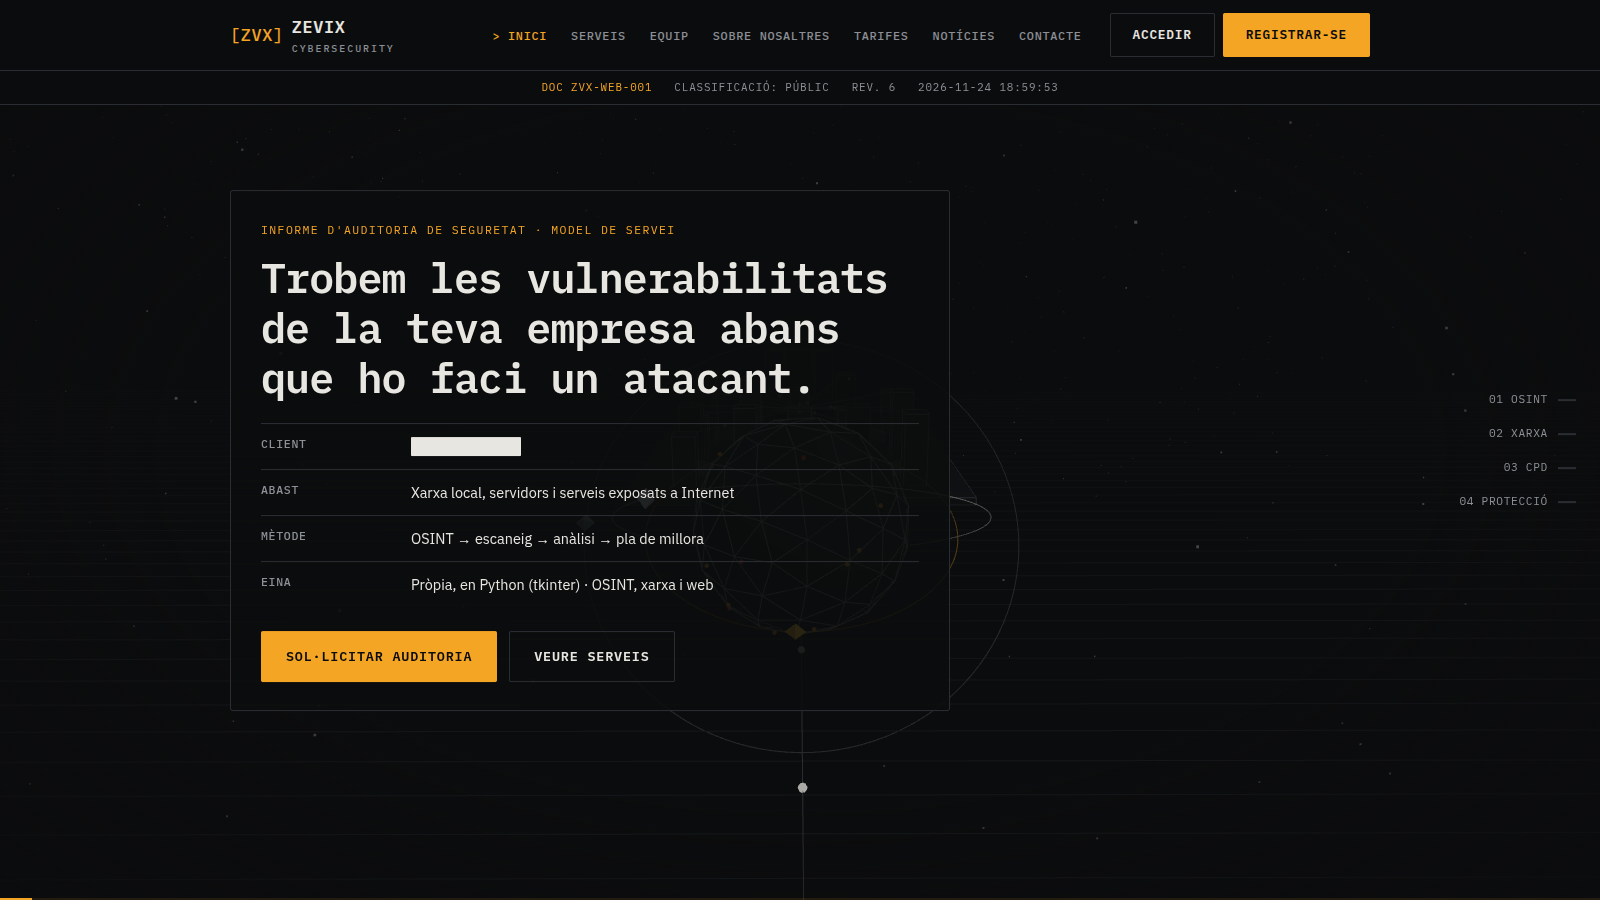 [ZVX] ZEVIX
CYBERSECURITY
> INICI SERVEIS EQUIP SOBRE NOSALTRES TARIFES NOTÍCIES CONTACTE ACCEDIR REGISTRAR-SE
DOC ZVX-WEB-001 CLASSIFICACIÓ: PÚBLIC REV. 6 2026-11-24 18:59:53
INFORME D'AUDITORIA DE SEGURETAT · MODEL DE SERVEI
Trobem les vulnerabilitats
de la teva empresa abans
que ho faci un atacant.
CLIENT
ABAST Xarxa local, servidors i serveis exposats a Internet
MÈTODE OSINT → escaneig → anàlisi → pla de millora
EINA Pròpia, en Python (tkinter) · OSINT, xarxa i web
SOL·LICITAR AUDITORIA VEURE SERVEIS
01 OSINT
02 XARXA
03 CPD
04 PROTECCIÓ